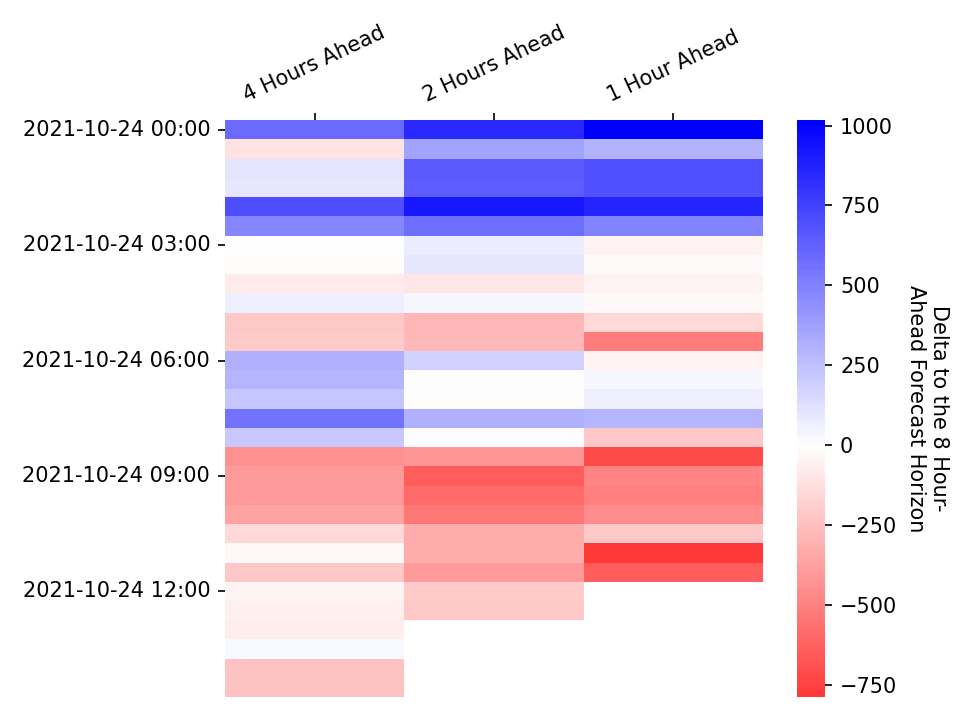 4 Hours Ahead
2 Hours Ahead
1 Hour Ahead
2021-10-24 00:00
2021-10-24 03:00
2021-10-24 06:00
2021-10-24 09:00
2021-10-24 12:00
1000
750
500
250
0
−250
−500
−750
Delta to the 8 Hour-
Ahead Forecast Horizon